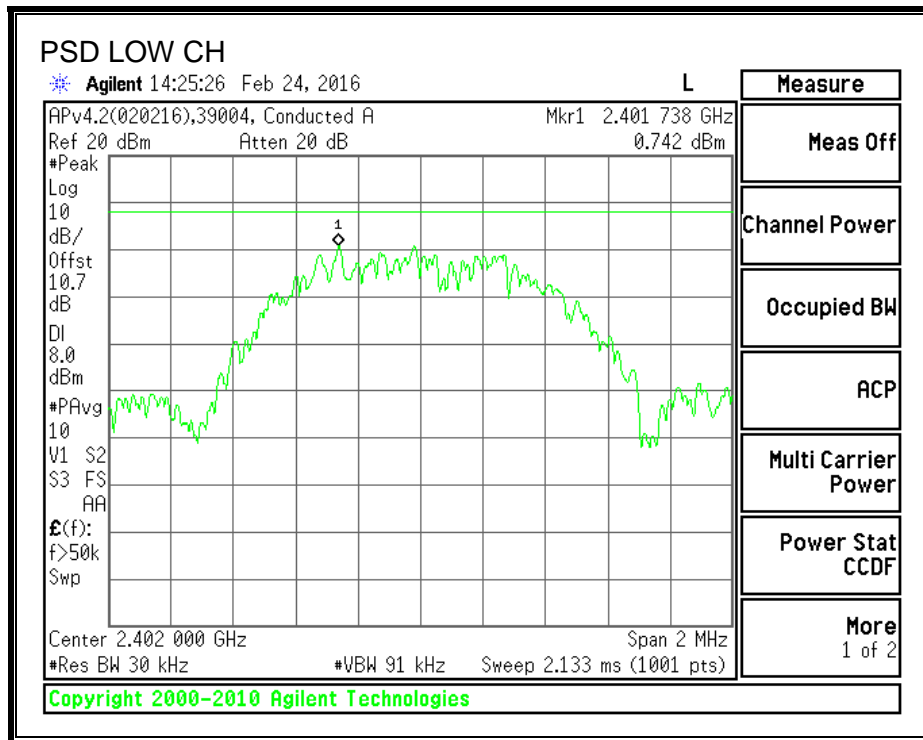 PSD LOW CH
Agilent 14:25:26 Feb 24, 2016 L
APv4.2(020216),39004, Conducted A Mkr1 2.401 738 GHz
Ref 20 dBm Atten 20 dB 0.742 dBm
#Peak
Log
10
dB/
Offst
10.7
dB
DI
8.0
dBm
#PAvg
10
V1 S2
S3 FS
AA
£(f):
f>50k
Swp
1
Center 2.402 000 GHz Span 2 MHz
#Res BW 30 kHz #VBW 91 kHz Sweep 2.133 ms (1001 pts)
Copyright 2000-2010 Agilent Technologies
Measure
Meas Off
Channel Power
Occupied BW
ACP
Multi Carrier
Power
Power Stat
CCDF
More
1 of 2